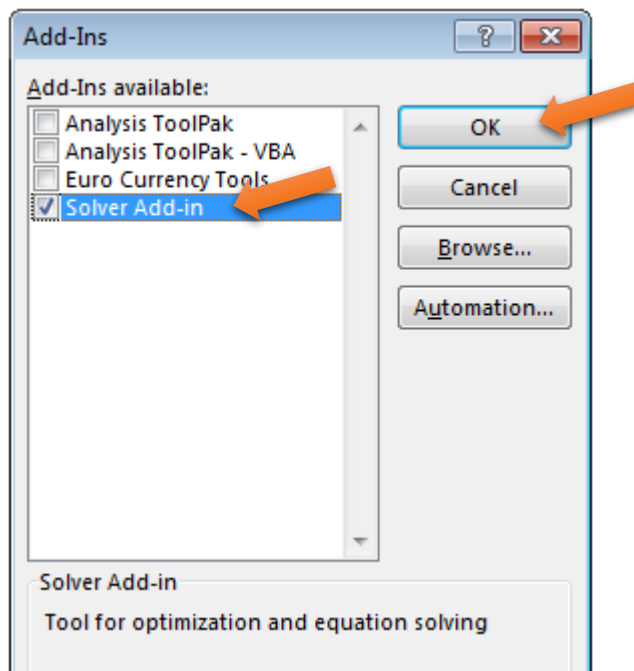 Add-Ins
Add-Ins available:
Analysis ToolPak
Analysis ToolPak - VBA
Euro Currency Tools
Solver Add-in
OK
Cancel
Browse...
Automation...
Solver Add-in
Tool for optimization and equation solving